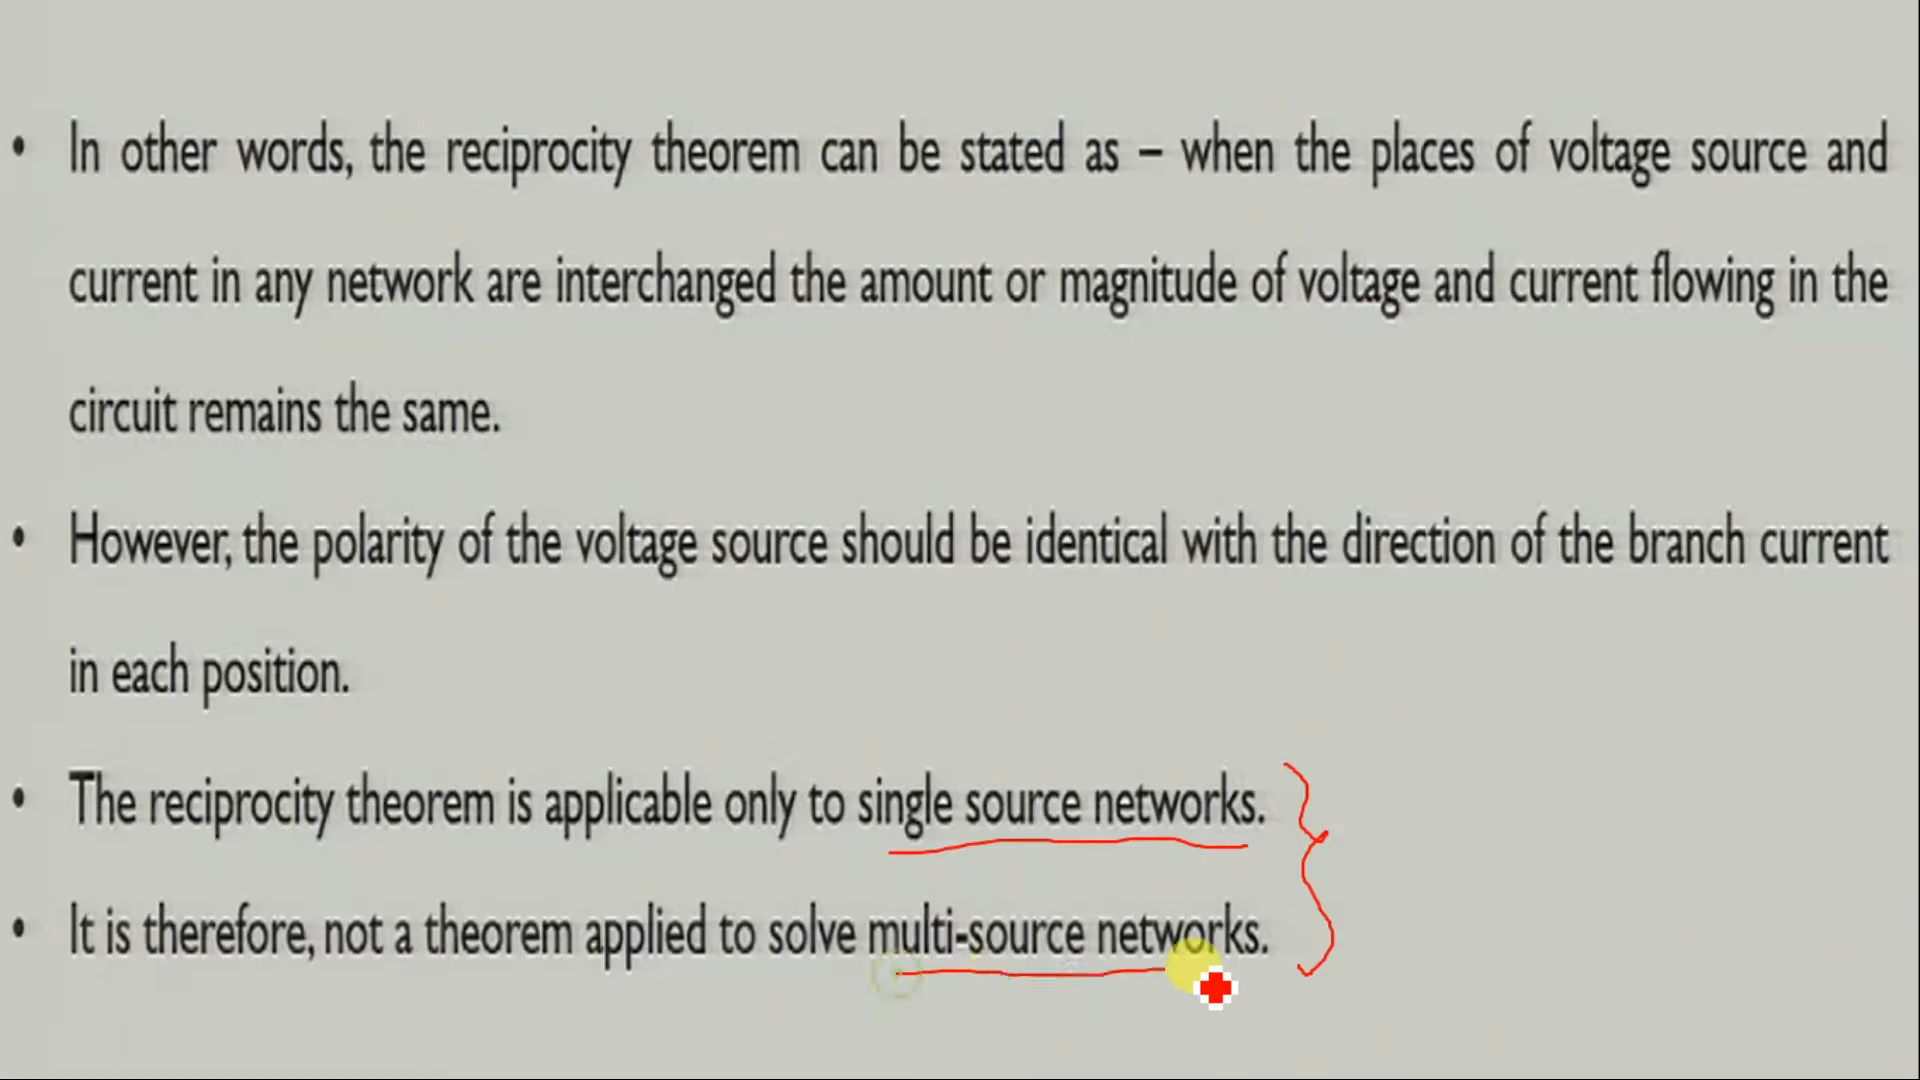 • In other words, the reciprocity theorem can be stated as – when the places of voltage source and
current in any network are interchanged the amount or magnitude of voltage and current flowing in the
circuit remains the same.
• However, the polarity of the voltage source should be identical with the direction of the branch current
in each position.
• The reciprocity theorem is applicable only to single source networks.
• It is therefore, not a theorem applied to solve multi-source networks.